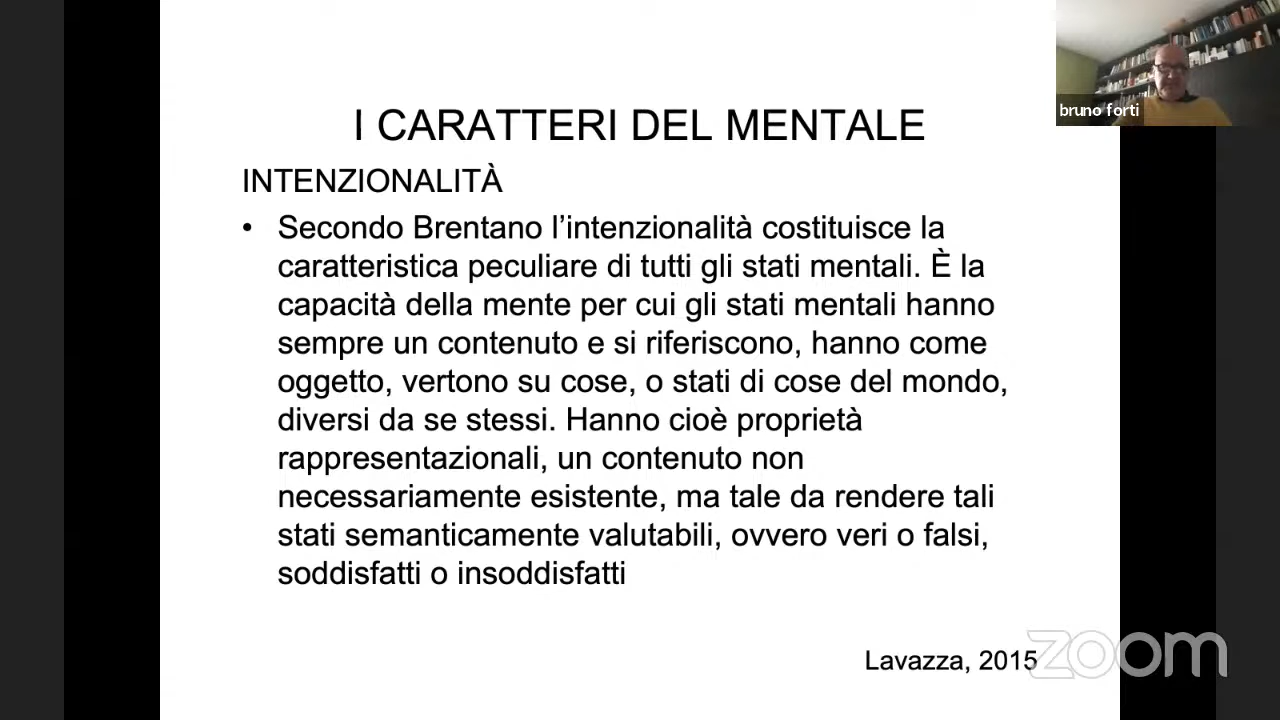 I CARATTERI DEL MENTALE
bruno forti
INTENZIONALITÀ
• Secondo Brentano l’intenzionalità costituisce la
caratteristica peculiare di tutti gli stati mentali. È la
capacità della mente per cui gli stati mentali hanno
sempre un contenuto e si riferiscono, hanno come
oggetto, vertono su cose, o stati di cose del mondo,
diversi da se stessi. Hanno cioè proprietà
rappresentazionali, un contenuto non
necessariamente esistente, ma tale da rendere tali
stati semanticamente valutabili, ovvero veri o falsi,
soddisfatti o insoddisfatti
Lavazza, 2015
zoom